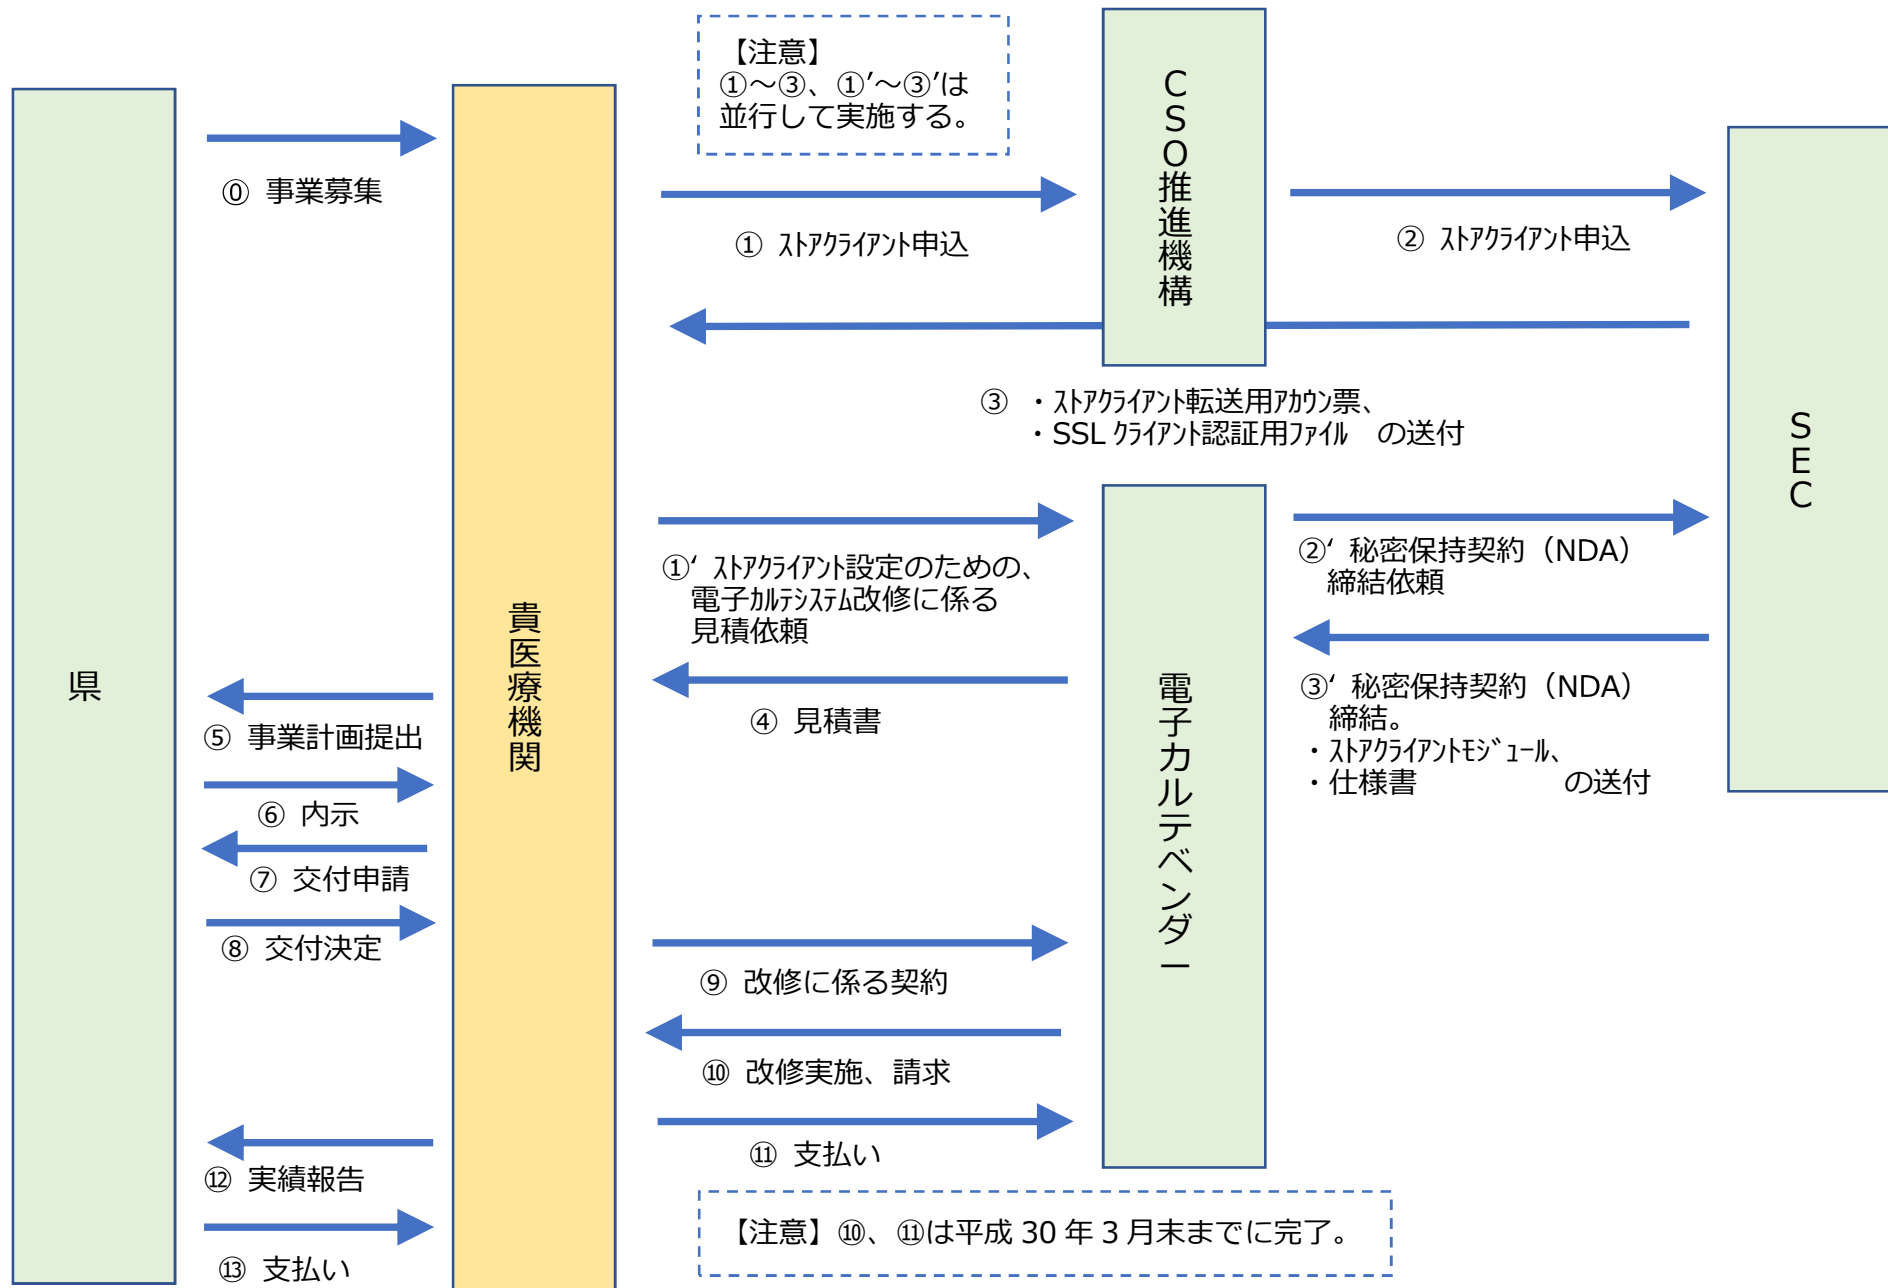 【注意】
①～③、①′～③′は
並行して実施する。
県
貴医療機関
CSO推進機構
SEC
電子カルテベンダー
⓪ 事業募集
① ｽﾄｱｸﾗｲｱﾝﾄ申込
② ｽﾄｱｸﾗｲｱﾝﾄ申込
③ ・ｽﾄｱｸﾗｲｱﾝﾄ転送用ｱｶｳﾝ票、
・SSL ｸﾗｲｱﾝﾄ認証用ﾌｧｲﾙ の送付
①‘ ｽﾄｱｸﾗｲｱﾝﾄ設定のための、
電子ｶﾙﾃｼｽﾃﾑ改修に係る
見積依頼
②‘ 秘密保持契約（NDA）
締結依頼
③‘ 秘密保持契約（NDA）
締結。
・ｽﾄｱｸﾗｲｱﾝﾄﾓｼﾞｭｰﾙ、
・仕様書 の送付
④ 見積書
⑤ 事業計画提出
⑥ 内示
⑦ 交付申請
⑧ 交付決定
⑨ 改修に係る契約
⑩ 改修実施、請求
⑪ 支払い
⑫ 実績報告
⑬ 支払い
【注意】⑩、⑪は平成 30 年 3 月末までに完了。